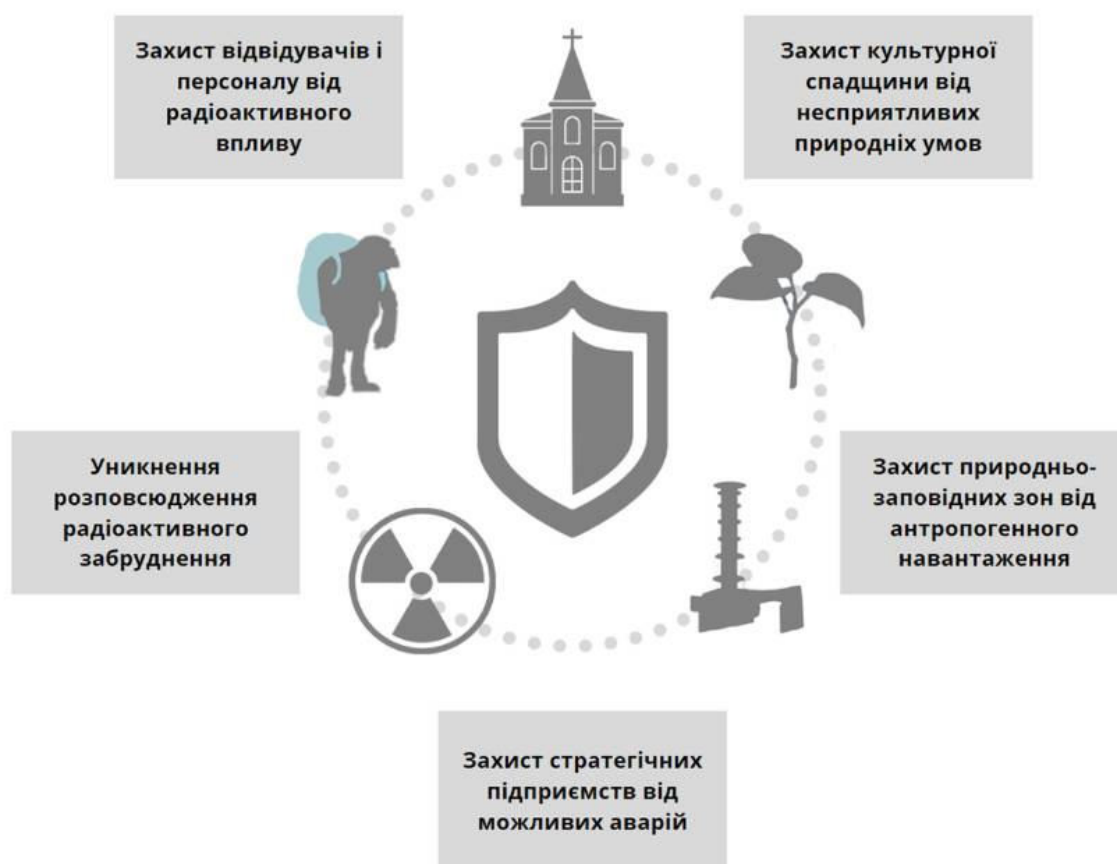 Захист відвідувачів і
персоналу від
радіоактивного
впливу
Захист культурної
спадщини від
несприятливих
природніх умов
Уникнення
розповсюдження
радіоактивного
забруднення
Захист природньо-
заповідних зон від
антропогенного
навантаження
Захист стратегічних
підприємств від
можливих аварій